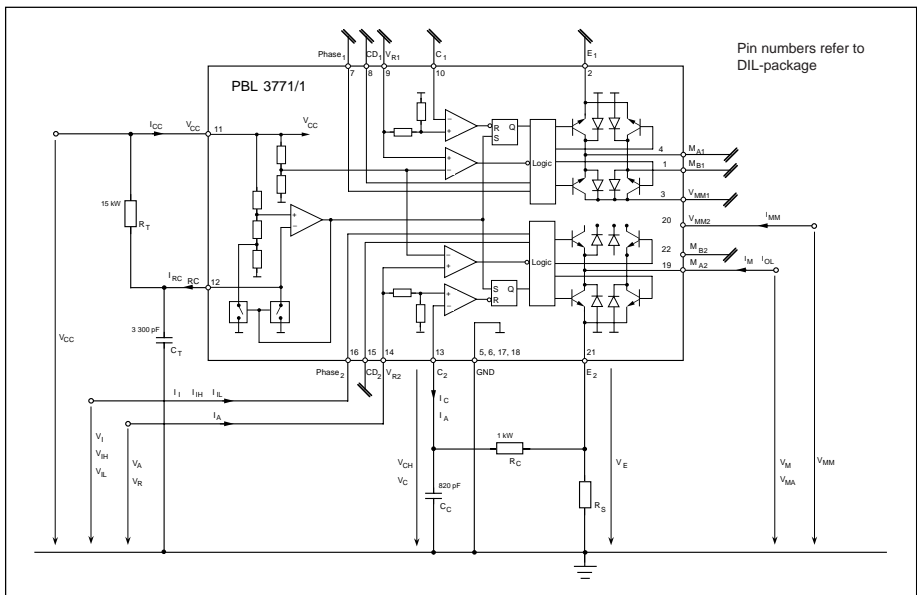 Phase1 CD1 VR1 C1 E1
7 8 9 10 2
Pin numbers refer to
DIL-package
PBL 3771/1
ICC VCC 11
VCC
R Q
S
Logic
4 MA1
1 MB1
3 VMM1
15 kW
RT
20 VMM2 IMM
22 MB2
19 MA2 IM IOL
Logic
S Q
R
IRC RC 12
3 300 pF
CT
VCC
16 15 14 13 5, 6, 17, 18 21
Phase2 CD2 VR2 C2 GND E2
II IIH IIL
IA
IC
IA
VI
VIH
VIL
VA
VR
VCH
VC
1 kW
RC
820 pF
CC
VE
RS
VM
VMA
VMM